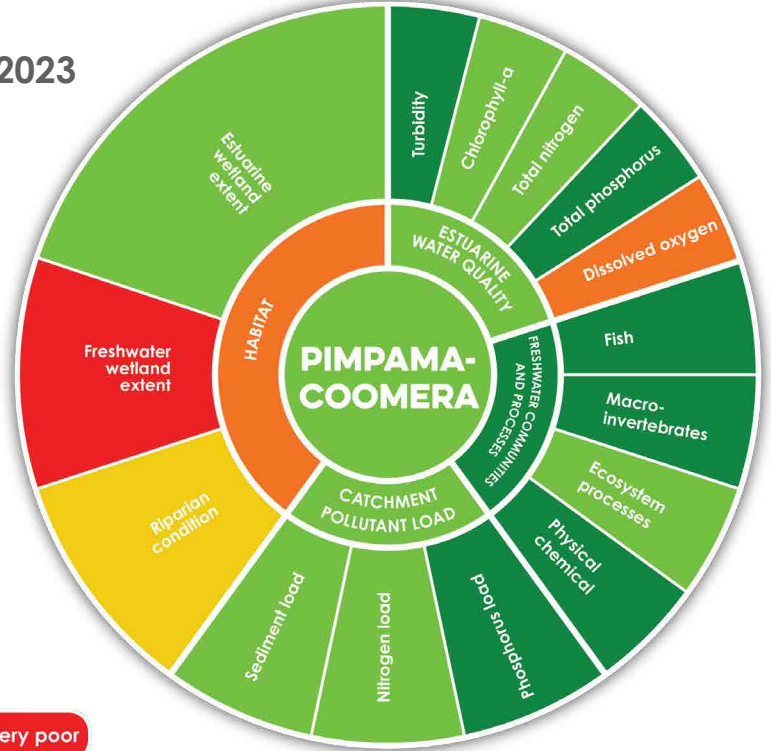 2023
Turbidity
Chlorophyll-a
Total nitrogen
Total phosphorus
Dissolved oxygen
Fish
Macro-
invertebrates
Ecosystem
processes
Physical
chemical
Phosphorus load
Nitrogen load
Sediment load
Riparian
condition
Freshwater
wetland
extent
Estuarine
wetland
extent
ESTUARINE
WATER QUALITY
FRESHWATER COMMUNITIES
AND PROCESSES
CATCHMENT
POLLUTANT LOAD
HABITAT
PIMPAMA-
COOMERA
poor